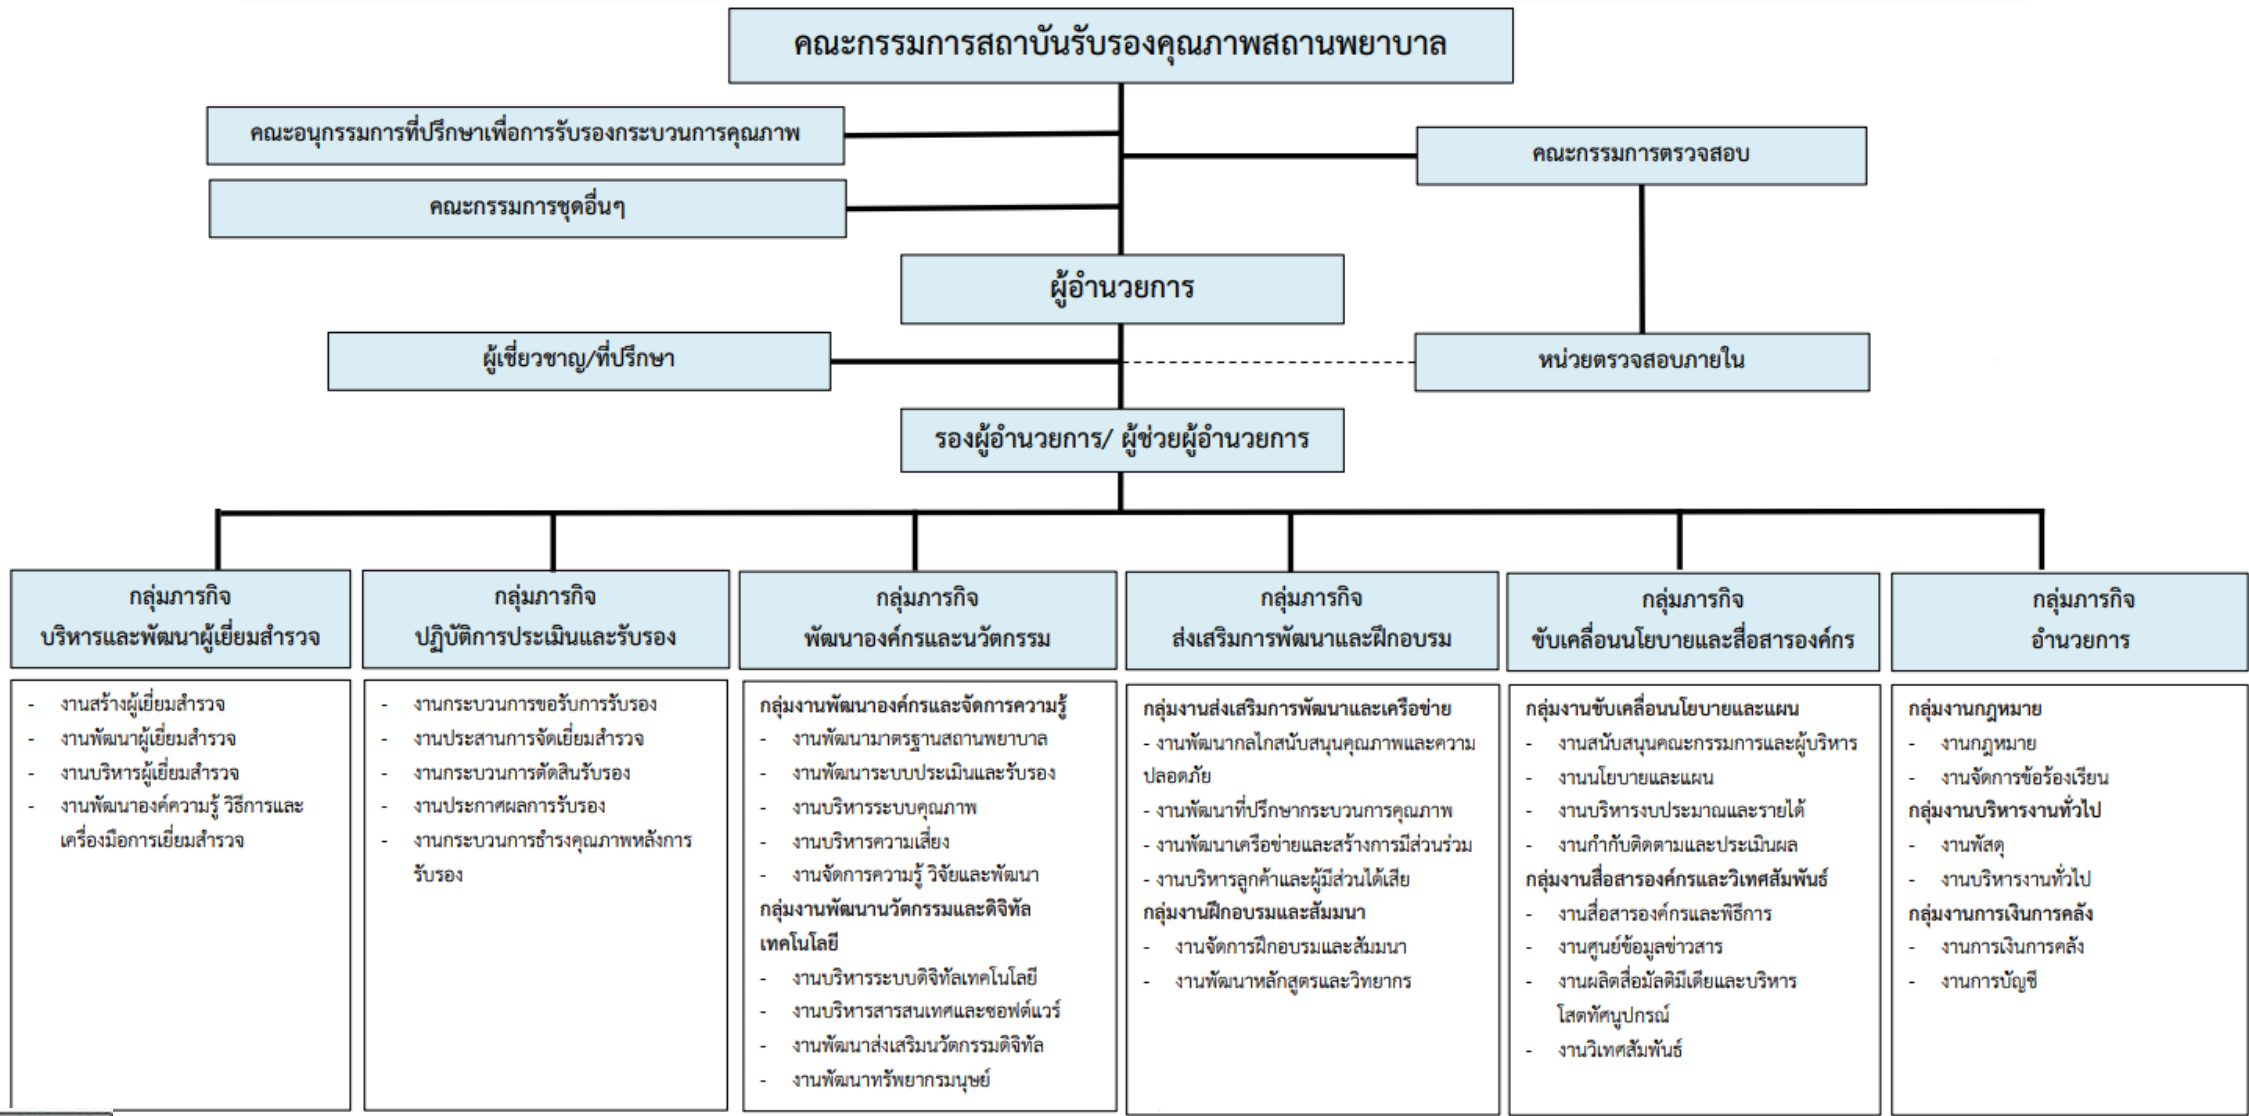 คณะกรรมการสถาบันรับรองคุณภาพสถานพยาบาล
คณะอนุกรรมการที่ปรึกษาเพื่อการรับรองกระบวนการคุณภาพ
คณะกรรมการตรวจสอบ
คณะกรรมการชุดอื่นๆ
ผู้อำนวยการ
ผู้เชี่ยวชาญ/ที่ปรึกษา
หน่วยตรวจสอบภายใน
รองผู้อำนวยการ/ ผู้ช่วยผู้อำนวยการ
กลุ่มภารกิจ
บริหารและพัฒนาผู้เยี่ยมสำรวจ
- งานสร้างผู้เยี่ยมสำรวจ
- งานพัฒนาผู้เยี่ยมสำรวจ
- งานบริหารผู้เยี่ยมสำรวจ
- งานพัฒนาองค์ความรู้ วิธีการและ
เครื่องมือการเยี่ยมสำรวจ
กลุ่มภารกิจ
ปฏิบัติการประเมินและรับรอง
- งานกระบวนการขอรับการรับรอง
- งานประสานการจัดเยี่ยมสำรวจ
- งานกระบวนการตัดสินรับรอง
- งานประกาศผลการรับรอง
- งานกระบวนการธำรงคุณภาพหลังการ
รับรอง
กลุ่มภารกิจ
พัฒนาองค์กรและนวัตกรรม
กลุ่มงานพัฒนาองค์กรและจัดการความรู้
- งานพัฒนามาตรฐานสถานพยาบาล
- งานพัฒนาระบบประเมินและรับรอง
- งานบริหารระบบคุณภาพ
- งานบริหารความเสี่ยง
- งานจัดการความรู้ วิจัยและพัฒนา
กลุ่มงานพัฒนานวัตกรรมและดิจิทัล
เทคโนโลยี
- งานบริหารระบบดิจิทัลเทคโนโลยี
- งานบริหารสารสนเทศและซอฟต์แวร์
- งานพัฒนาส่งเสริมนวัตกรรมดิจิทัล
- งานพัฒนาทรัพยากรมนุษย์
กลุ่มภารกิจ
ส่งเสริมการพัฒนาและฝึกอบรม
กลุ่มงานส่งเสริมการพัฒนาและเครือข่าย
- งานพัฒนากลไกสนับสนุนคุณภาพและความ
ปลอดภัย
- งานพัฒนาที่ปรึกษากระบวนการคุณภาพ
- งานพัฒนาเครือข่ายและสร้างการมีส่วนร่วม
- งานบริหารลูกค้าและผู้มีส่วนได้เสีย
กลุ่มงานฝึกอบรมและสัมมนา
- งานจัดการฝึกอบรมและสัมมนา
- งานพัฒนาหลักสูตรและวิทยากร
กลุ่มภารกิจ
ขับเคลื่อนนโยบายและสื่อสารองค์กร
กลุ่มงานขับเคลื่อนนโยบายและแผน
- งานสนับสนุนคณะกรรมการและผู้บริหาร
- งานนโยบายและแผน
- งานบริหารงบประมาณและรายได้
- งานกำกับติดตามและประเมินผล
กลุ่มงานสื่อสารองค์กรและวิเทศสัมพันธ์
- งานสื่อสารองค์กรและพิธีการ
- งานศูนย์ข้อมูลข่าวสาร
- งานผลิตสื่อมัลติมีเดียและบริหาร
โสตทัศนูปกรณ์
- งานวิเทศสัมพันธ์
กลุ่มภารกิจ
อำนวยการ
กลุ่มงานกฎหมาย
- งานกฎหมาย
- งานจัดการข้อร้องเรียน
กลุ่มงานบริหารงานทั่วไป
- งานพัสดุ
- งานบริหารงานทั่วไป
กลุ่มงานการเงินการคลัง
- งานการเงินการคลัง
- งานการบัญชี